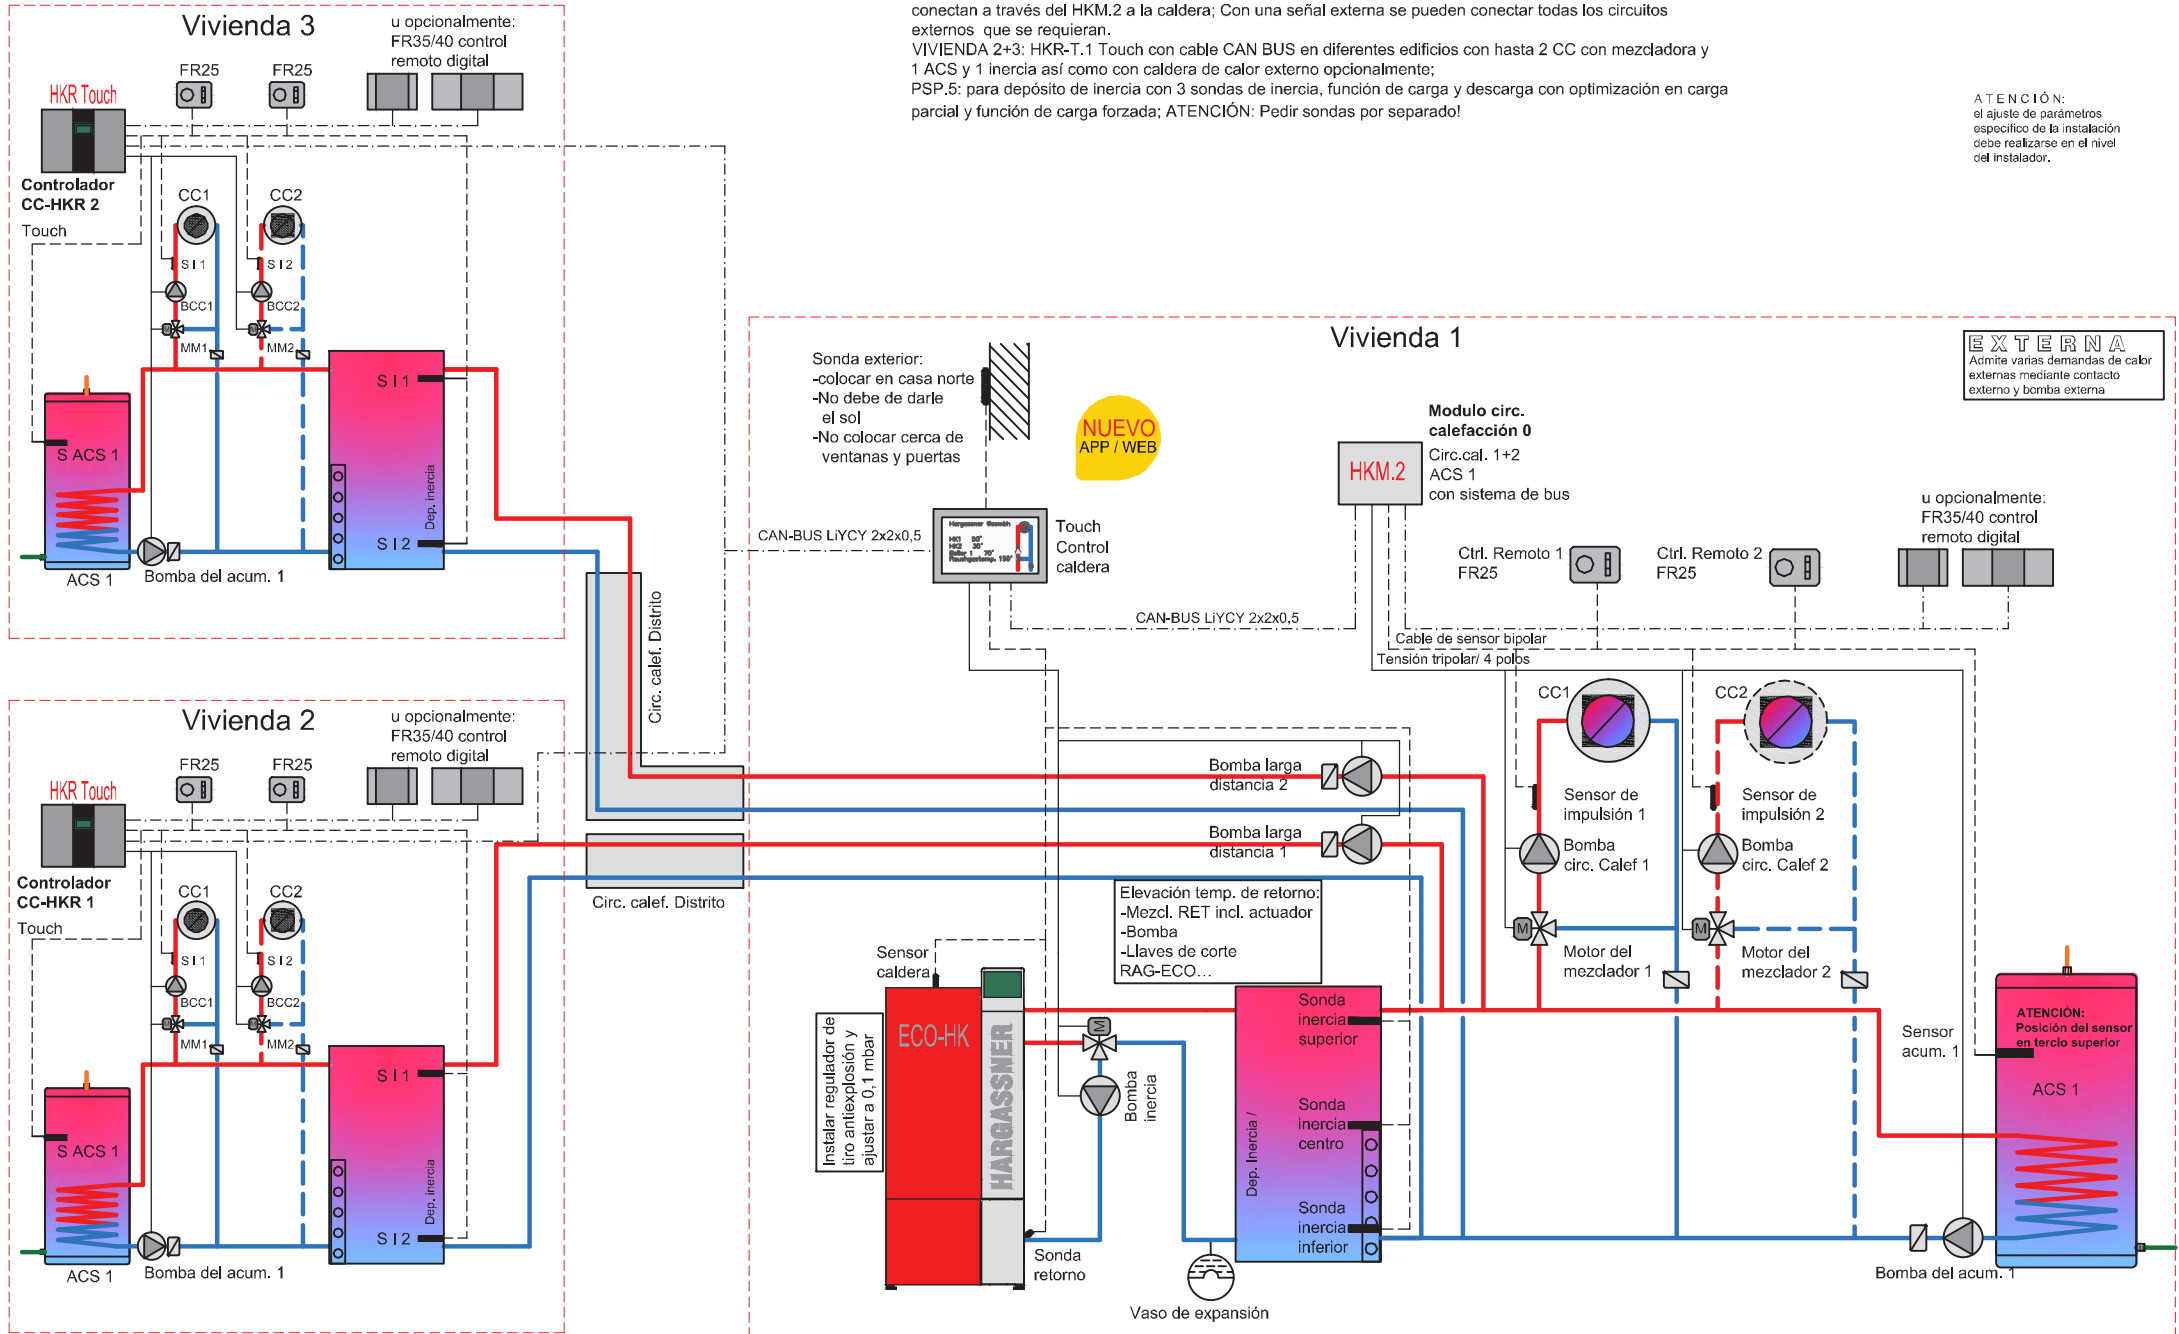 conectan a través del HKM.2 a la caldera; Con una señal externa se pueden conectar todas los circuitos
externos que se requieran.
VIVIENDA 2+3: HKR-T.1 Touch con cable CAN BUS en diferentes edificios con hasta 2 CC con mezcladora y
1 ACS y 1 inercia así como con caldera de calor externo opcionalmente;
PSP.5: para depósito de inercia con 3 sondas de inercia, función de carga y descarga con optimización en carga
parcial y función de carga forzada; ATENCIÓN: Pedir sondas por separado!
ATENCIÓN:
el ajuste de parámetros
especifico de la instalación
debe realizarse en el nivel
del instalador.
Vivienda 3
u opcionalmente:
FR35/40 control
remoto digital
FR25
FR25
HKR Touch
Controlador
CC-HKR 2
Touch
CC1
CC2
S I 1
S I 2
BCC1
BCC2
M
M
MM1
MM2
S I 1
S ACS 1
Dep. inercia
S I 2
ACS 1
Bomba del acum. 1
Vivienda 2
u opcionalmente:
FR35/40 control
remoto digital
FR25
FR25
HKR Touch
Controlador
CC-HKR 1
Touch
CC1
CC2
S I 1
S I 2
BCC1
BCC2
M
M
MM1
MM2
S I 1
S ACS 1
Dep. inercia
S I 2
ACS 1
Bomba del acum. 1
Circ. calef. Distrito
Circ. calef. Distrito
Vivienda 1
EXTERNA
Admite varias demandas de calor
externas mediante contacto
externo y bomba externa
Sonda exterior:
-colocar en casa norte
-No debe de darle
el sol
-No colocar cerca de
ventanas y puertas
NUEVO
APP / WEB
Modulo circ.
calefacción 0
HKM.2
Circ.cal. 1+2
ACS 1
con sistema de bus
u opcionalmente:
FR35/40 control
remoto digital
CAN-BUS LiYCY 2x2x0,5
Hargassner GesmbH
HK1 50°
HK2 30°
Boiler 1 70°
Rauchgastemp. 150°
Touch
Control
caldera
Ctrl. Remoto 1
FR25
Ctrl. Remoto 2
FR25
CAN-BUS LiYCY 2x2x0,5
Cable de sensor bipolar
Tensión tripolar/ 4 polos
CC1
CC2
Bomba larga
distancia 2
Sensor de
impulsión 1
Sensor de
impulsión 2
Bomba larga
distancia 1
Bomba
circ. Calef 1
Bomba
circ. Calef 2
Elevación temp. de retorno:
-Mezcl. RET incl. actuador
-Bomba
-Llaves de corte
RAG-ECO…
M
M
Motor del
mezclador 1
Motor del
mezclador 2
Sensor
caldera
Instalar regulador de
tiro antiexplosión y
ajustar a 0,1 mbar
ECO-HK
HARGASSNER
M
Bomba
inercia
Sonda
inercia
superior
Sonda
inercia
centro
Sonda
inercia
inferior
Dep. Inercia /
Sonda
retorno
Vaso de expansión
Sensor
acum. 1
ATENCIÓN:
Posición del sensor
en tercio superior
ACS 1
Bomba del acum. 1